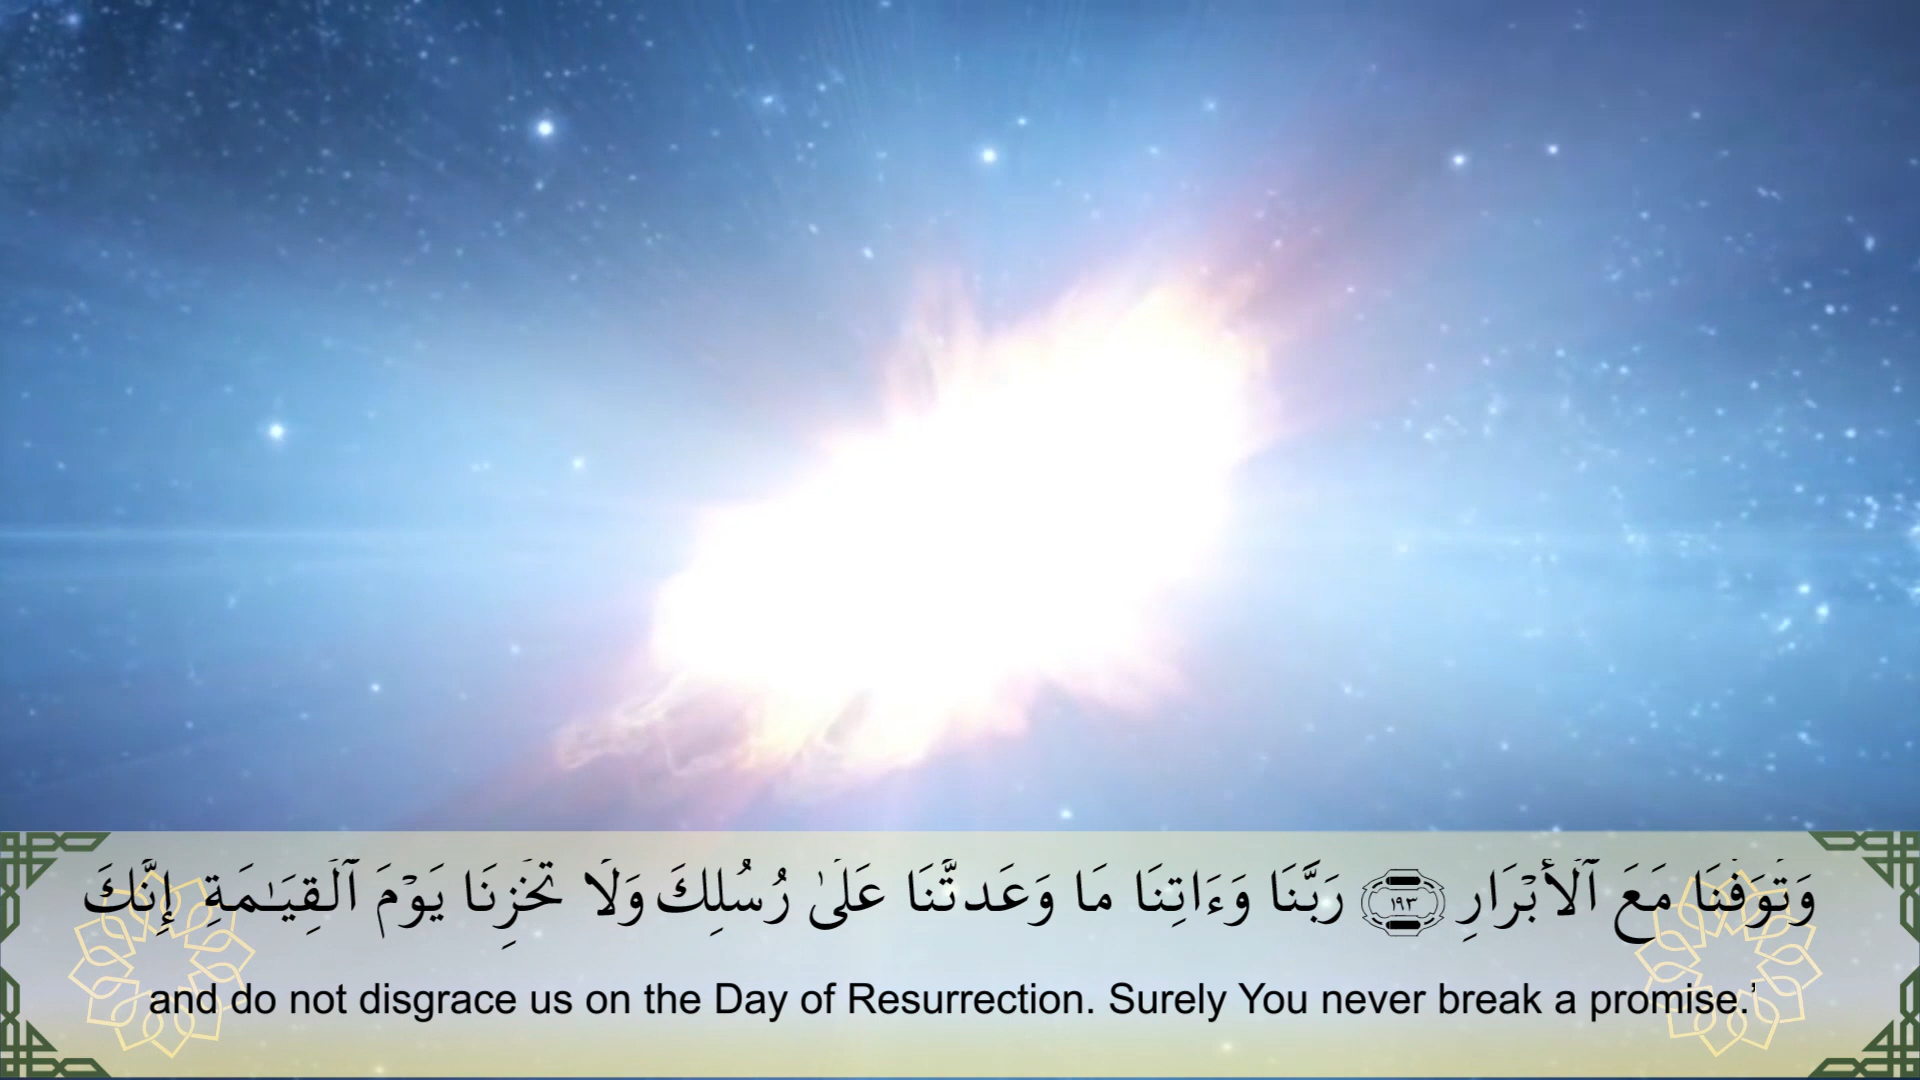 وَتَوَفَّنَا مَعَ ٱلْأَبْرَارِ ١٩٣ رَبَّنَا وَءَاتِنَا مَا وَعَدتَّنَا عَلَىٰ رُسُلِكَ وَلَا تُخْزِنَا يَوْمَ ٱلْقِيَـٰمَةِ إِنَّكَ
and do not disgrace us on the Day of Resurrection. Surely You never break a promise.’